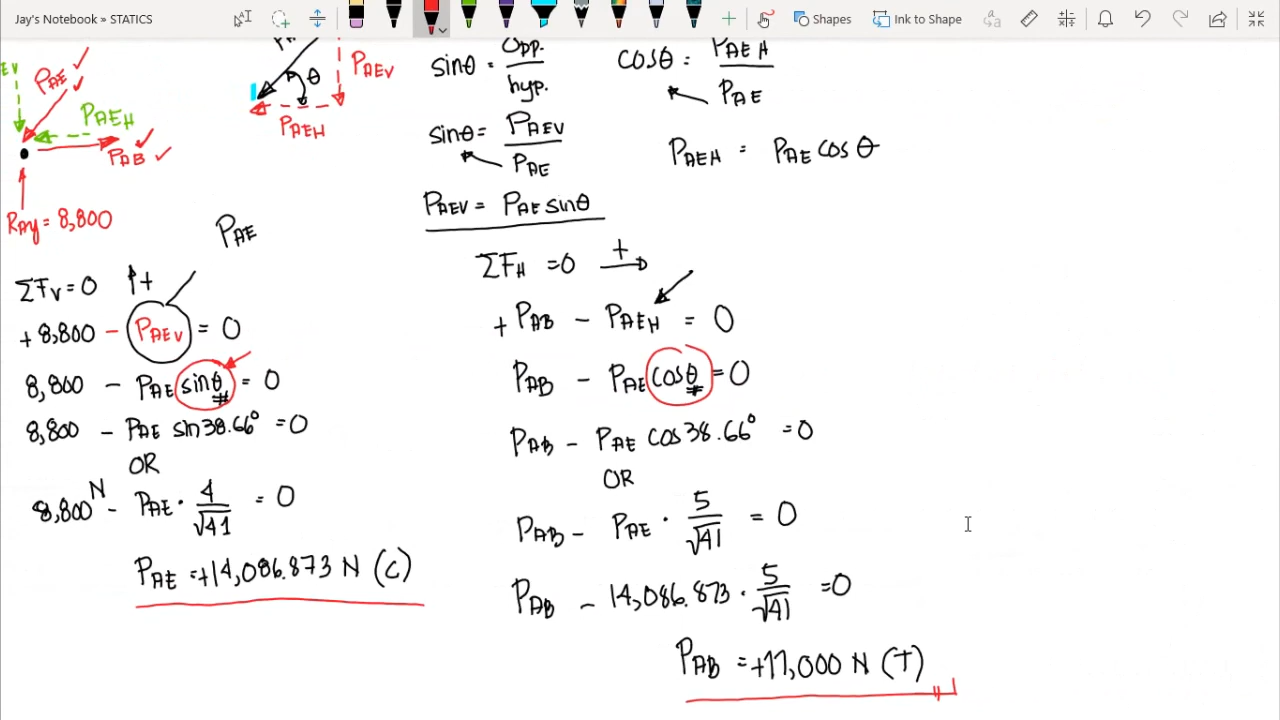 Jay's Notebook » STATICS
Shapes
Ink to Shape
PAE
PAEH
PAB
RAy = 8,800
θ
PAEV
PAEH
sinθ = Opp. / hyp.
sinθ = PAEV / PAE
PAEV = PAE sinθ
cosθ = PAEH / PAE
PAEH = PAE cos θ
PAE
ΣFV = 0 ↑+
+8,800 - PAEV = 0
8,800 - PAE sinθ = 0
8,800 - PAE sin38.66° = 0
OR
8,800 N - PAE · 4/√41 = 0
PAE = +14,086.873 N (C)
ΣFH = 0 + →
+ PAB - PAEH = 0
PAB - PAE cosθ = 0
PAB - PAE cos38.66° = 0
OR
PAB - PAE · 5/√41 = 0
PAB - 14,086.873 · 5/√41 = 0
PAB = +11,000 N (T)